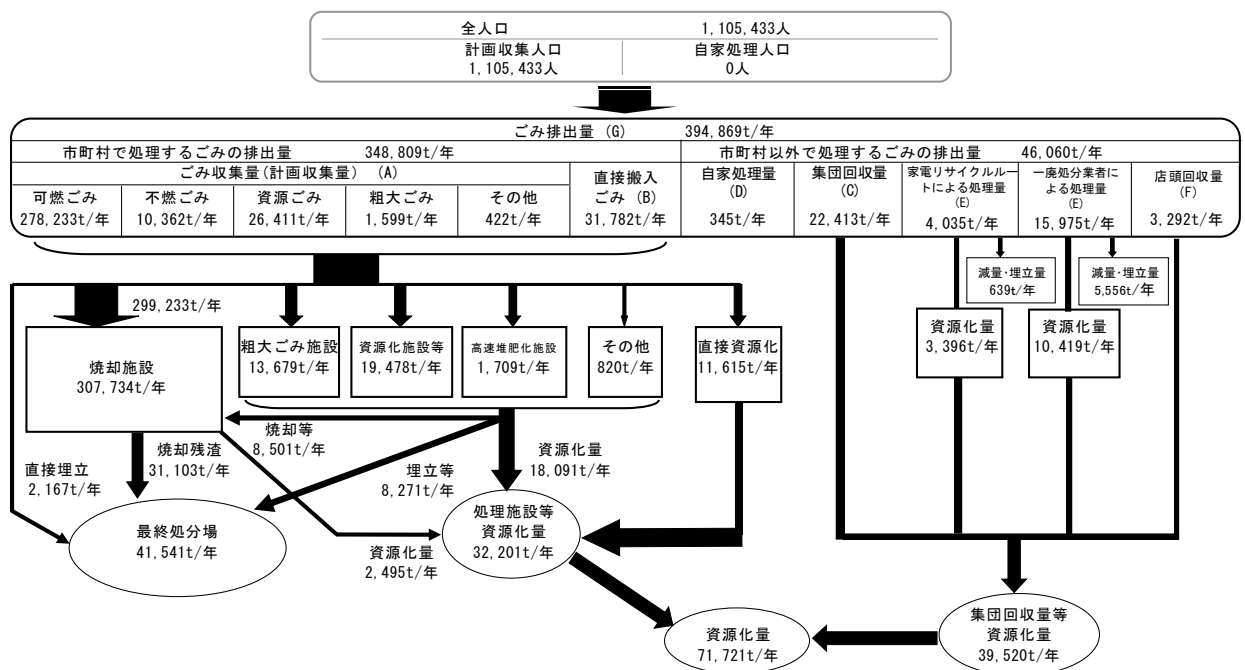 全人口 1,105,433人
計画収集人口 自家処理人口
1,105,433人 0人
ごみ排出量 (G) 394,869t/年
市町村で処理するごみの排出量 348,809t/年
市町村以外で処理するごみの排出量 46,060t/年
ごみ収集量(計画収集量) (A)
可燃ごみ
278,233t/年
不燃ごみ
10,362t/年
資源ごみ
26,411t/年
粗大ごみ
1,599t/年
その他
422t/年
直接搬入
ごみ (B)
31,782t/年
自家処理量
(D)
345t/年
集団回収量
(C)
22,413t/年
家電リサイクルルー
トによる処理量
(E)
4,035t/年
一廃処分業者に
よる処理量
(E)
15,975t/年
店頭回収量
(F)
3,292t/年
減量・埋立量
639t/年
減量・埋立量
5,556t/年
299,233t/年
焼却施設
307,734t/年
粗大ごみ施設
13,679t/年
資源化施設等
19,478t/年
高速堆肥化施設
1,709t/年
その他
820t/年
直接資源化
11,615t/年
資源化量
3,396t/年
資源化量
10,419t/年
焼却等
8,501t/年
焼却残渣
31,103t/年
直接埋立
2,167t/年
埋立等
8,271t/年
資源化量
18,091t/年
最終処分場
41,541t/年
資源化量
2,495t/年
処理施設等
資源化量
32,201t/年
資源化量
71,721t/年
集団回収量等
資源化量
39,520t/年